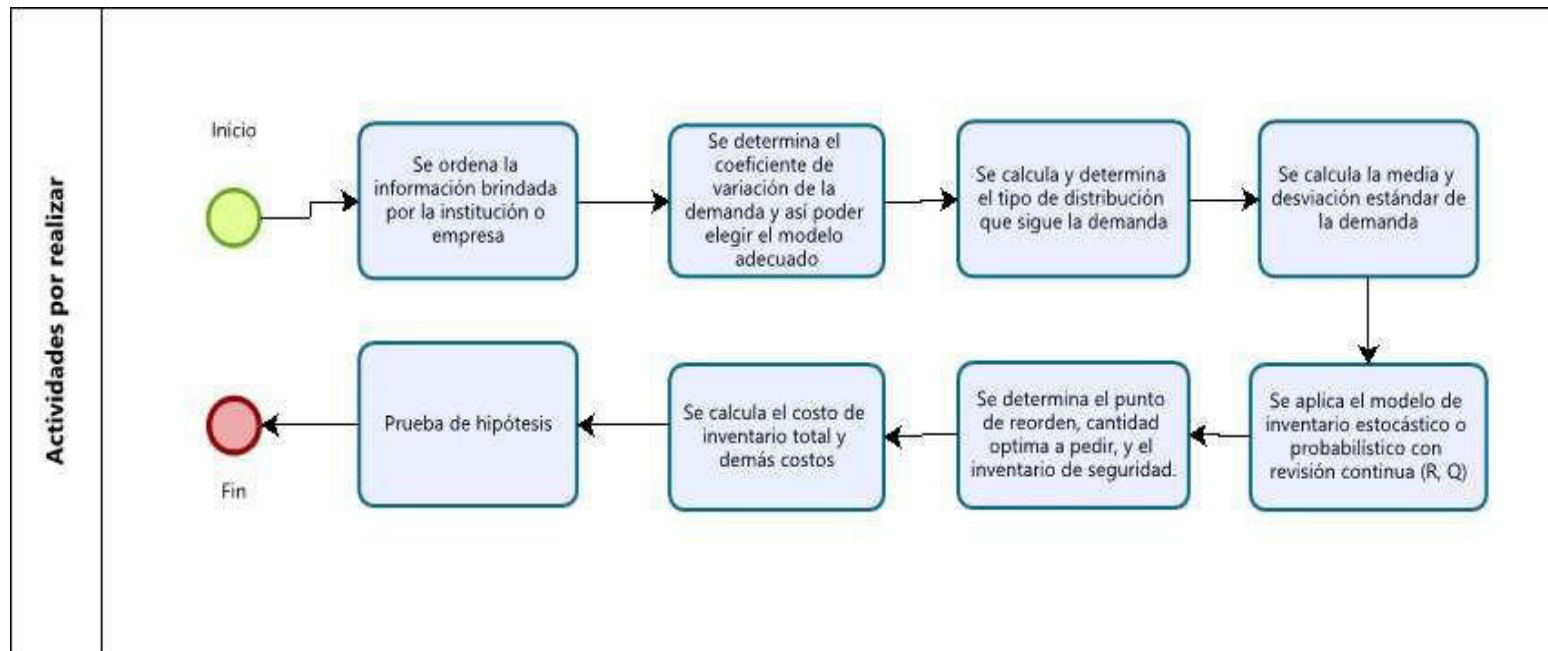 Actividades por realizar
Inicio
Se ordena la
información brindada
por la institución o
empresa
Se determina el
coeficiente de
variación de la
demanda y así poder
elegir el modelo
adecuado
Se calcula y determina
el tipo de distribución
que sigue la demanda
Se calcula la media y
desviación estándar de
la demanda
Se aplica el modelo de
inventario estocástico o
probabilístico con
revisión continua (R, Q)
Se determina el punto
de reorden, cantidad
optima a pedir, y el
inventario de seguridad.
Se calcula el costo de
inventario total y
demás costos
Prueba de hipótesis
Fin